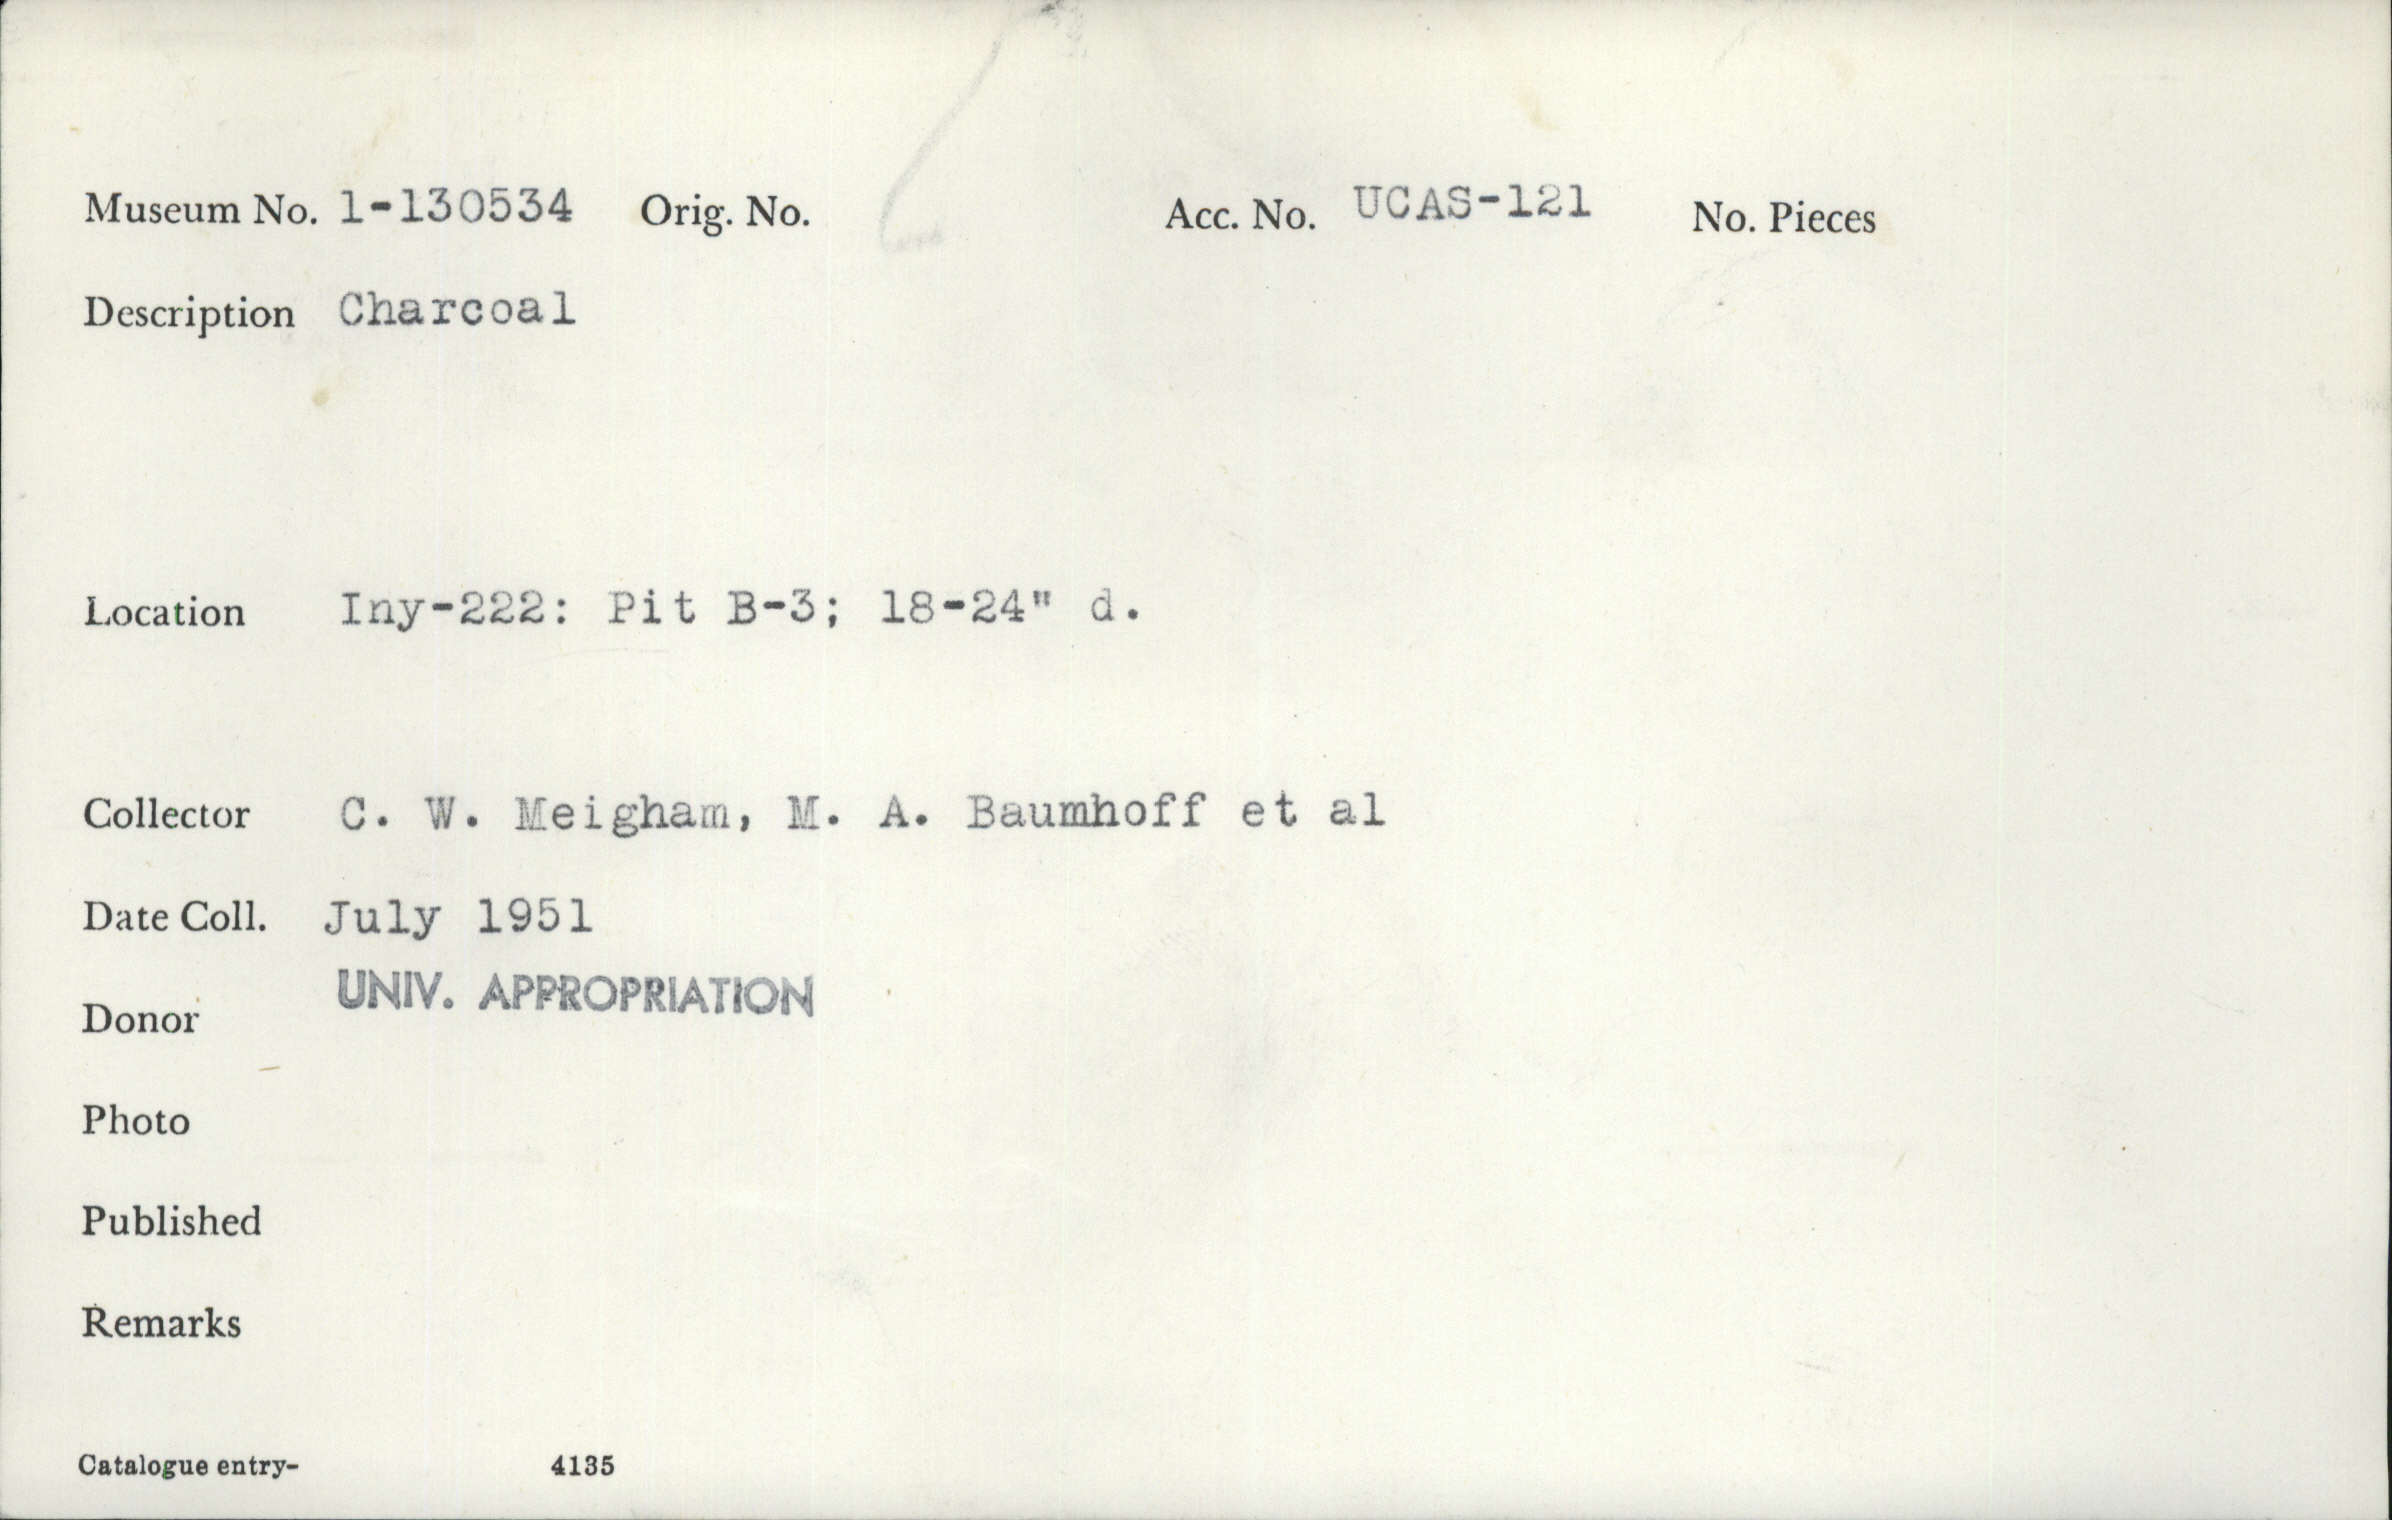 Museum No. 1-130534 Orig. No. Acc. No. UCAS-121 No. Pieces
Description Charcoal
Location Iny-222: Pit B-3; 18-24" d.
Collector C. W. Meigham, M. A. Baumhoff et al
Date Coll. July 1951
Donor UNIV. APPROPRIATION
Photo
Published
Remarks
Catalogue entry- 4135